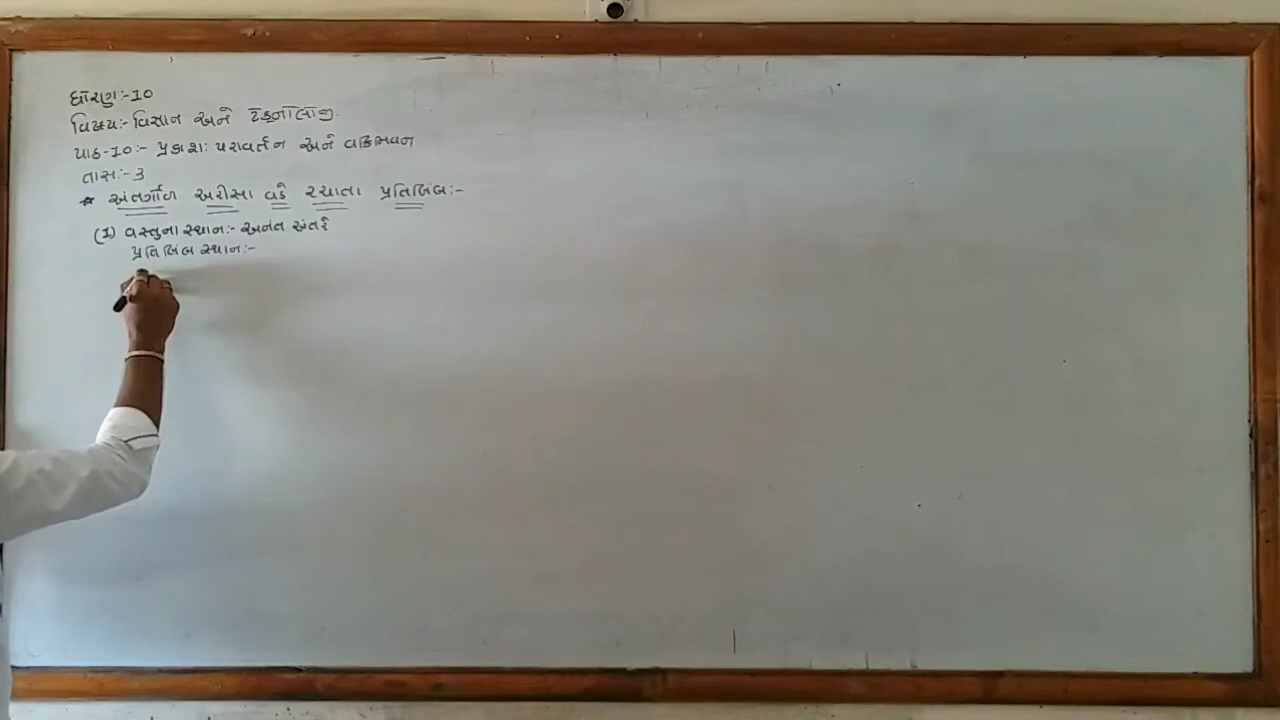 ધોરણ:-10
વિષય:- વિજ્ઞાન અને ટેકનોલોજી.
પાઠ-10:- પ્રકાશ: પરાવર્તન અને વક્રિભવન
તાસ:-3
* અંતર્ગોળ અરીસા વડે રચાતા પ્રતિબિંબ:-
(1) વસ્તુના સ્થાન:- અનંત અંતરે
પ્રતિબિંબ સ્થાન:-